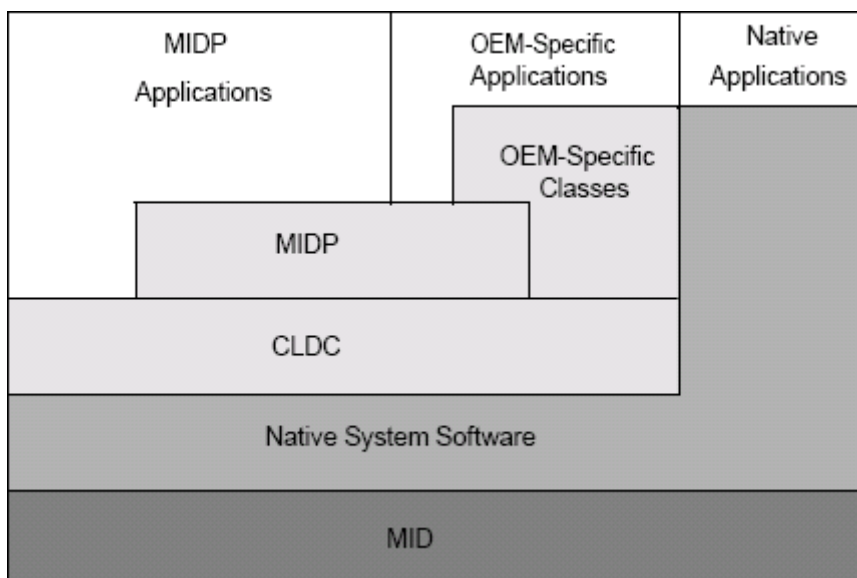 MIDP
Applications
OEM-Specific
Applications
Native
Applications
OEM-Specific
Classes
MIDP
CLDC
Native System Software
MID